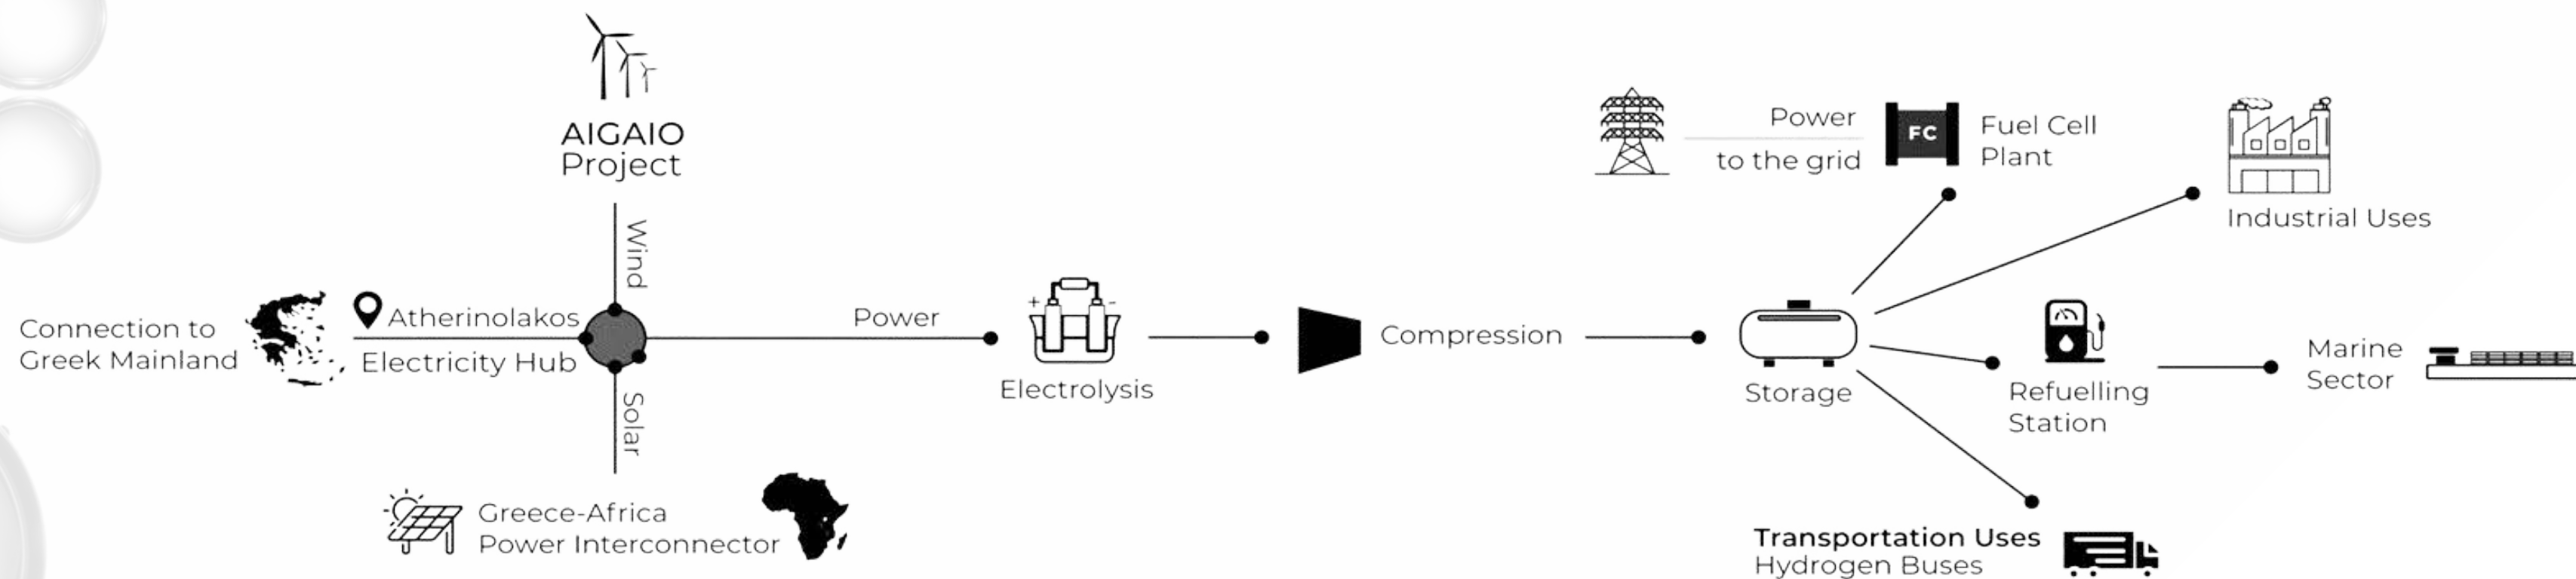 AIGAIO
Project
Wind
Connection to
Greek Mainland
Atherinolakos
Electricity Hub
Solar
Greece-Africa
Power Interconnector
Power
+
-
Electrolysis
Compression
Storage
Power
to the grid
FC
Fuel Cell
Plant
Industrial Uses
Refuelling
Station
Marine
Sector
Transportation Uses
Hydrogen Buses